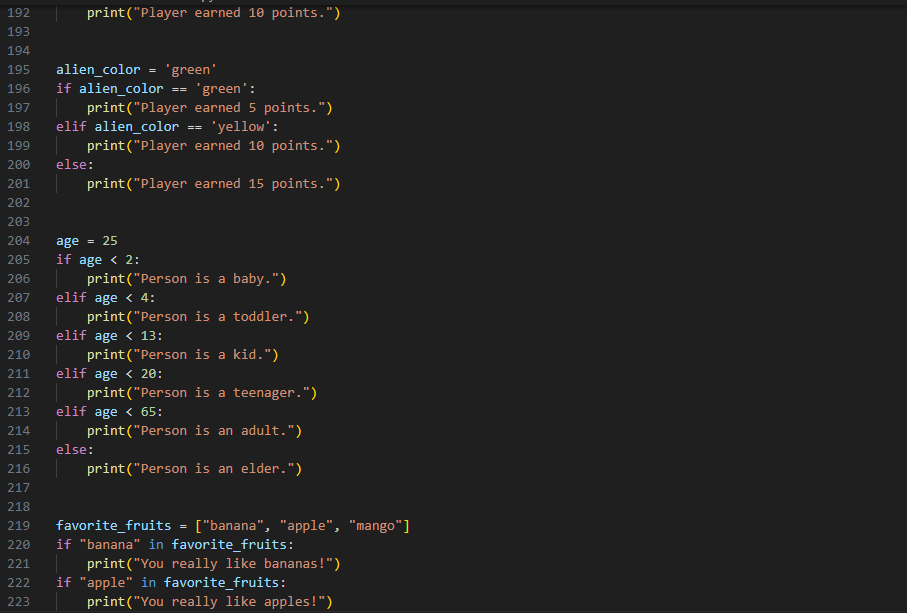 192         print("Player earned 10 points.")
193
194
195     alien_color = 'green'
196     if alien_color == 'green':
197         print("Player earned 5 points.")
198     elif alien_color == 'yellow':
199         print("Player earned 10 points.")
200     else:
201         print("Player earned 15 points.")
202
203
204     age = 25
205     if age < 2:
206         print("Person is a baby.")
207     elif age < 4:
208         print("Person is a toddler.")
209     elif age < 13:
210         print("Person is a kid.")
211     elif age < 20:
212         print("Person is a teenager.")
213     elif age < 65:
214         print("Person is an adult.")
215     else:
216         print("Person is an elder.")
217
218
219     favorite_fruits = ["banana", "apple", "mango"]
220     if "banana" in favorite_fruits:
221         print("You really like bananas!")
222     if "apple" in favorite_fruits:
223         print("You really like apples!")